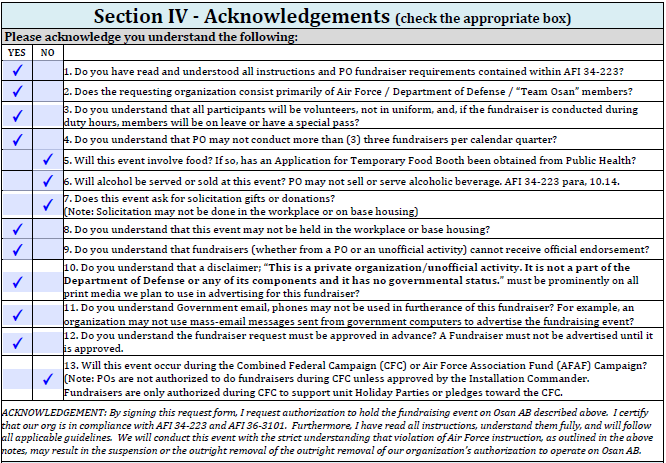 Section IV - Acknowledgements (check the appropriate box)
Please acknowledge you understand the following:
YES NO
1. Do you have read and understood all instructions and PO fundraiser requirements contained within AFI 34-223?
2. Does the requesting organization consist primarily of Air Force / Department of Defense / "Team Osan" members?
3. Do you understand that all participants will be volunteers, not in uniform, and, if the fundraiser is conducted during
duty hours, members will be on leave or have a special pass?
4. Do you understand that PO may not conduct more than (3) three fundraisers per calendar quarter?
5. Will this event involve food? If so, has an Application for Temporary Food Booth been obtained from Public Health?
6. Will alcohol be served or sold at this event? PO may not sell or serve alcoholic beverage. AFI 34-223 para, 10.14.
7. Does this event ask for solicitation gifts or donations?
(Note: Solicitation may not be done in the workplace or on base housing)
8. Do you understand that this event may not be held in the workplace or base housing?
9. Do you understand that fundraisers (whether from a PO or an unofficial activity) cannot receive official endorsement?
10. Do you understand that a disclaimer; "This is a private organization/unofficial activity. It is not a part of the
Department of Defense or any of its components and it has no governmental status." must be prominently on all
print media we plan to use in advertising for this fundraiser?
11. Do you understand Government email, phones may not be used in furtherance of this fundraiser? For example, an
organization may not use mass-email messages sent from government computers to advertise the fundraising event?
12. Do you understand the fundraiser request must be approved in advance? A Fundraiser must not be advertised until it
is approved.
13. Will this event occur during the Combined Federal Campaign (CFC) or Air Force Association Fund (AFAF) Campaign?
(Note: POs are not authorized to do fundraisers during CFC unless approved by the Installation Commander.
Fundraisers are only authorized during CFC to support unit Holiday Parties or pledges toward the CFC.
ACKNOWLEDGEMENT: By signing this request form, I request authorization to hold the fundraising event on Osan AB described above. I certify
that our org is in compliance with AFI 34-223 and AFI 36-3101. Furthermore, I have read all instructions, understand them fully, and will follow
all applicable guidelines. We will conduct this event with the strict understanding that violation of Air Force instruction, as outlined in the above
notes, may result in the suspension or the outright removal of the outright removal of our organization's authorization to operate on Osan AB.